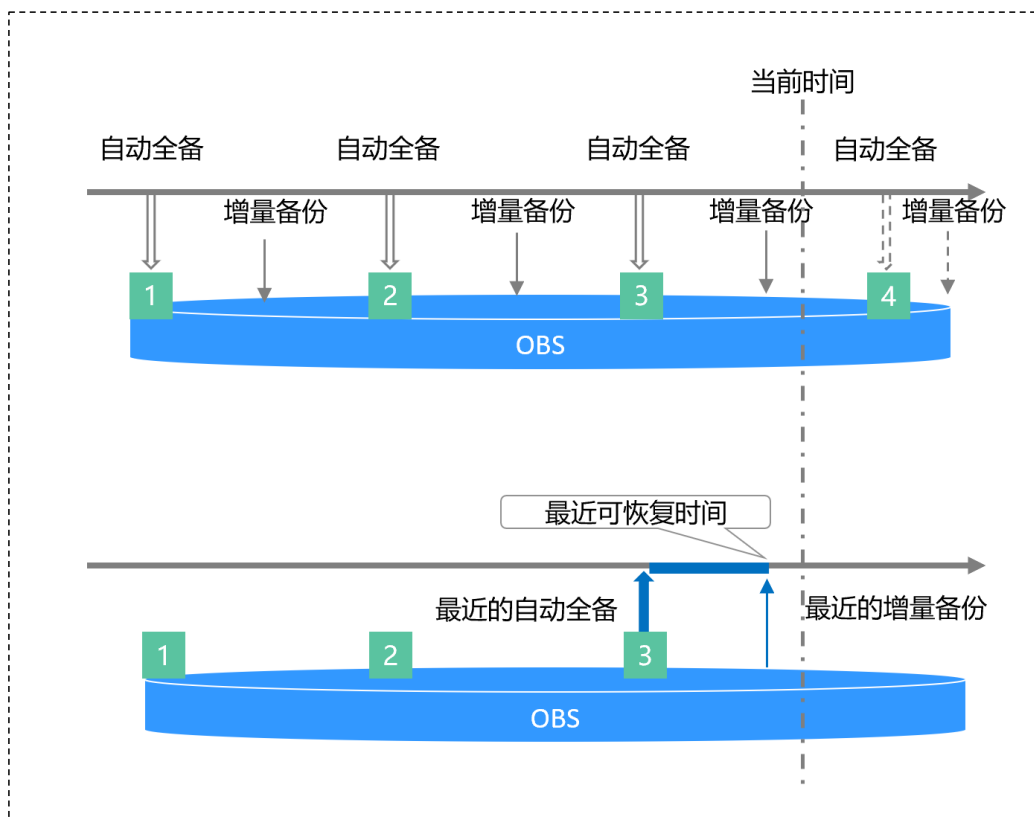 当前时间
自动全备
自动全备
自动全备
自动全备
增量备份
增量备份
增量备份
增量备份
1
2
3
4
OBS
最近可恢复时间
最近的自动全备
最近的增量备份
1
2
3
OBS